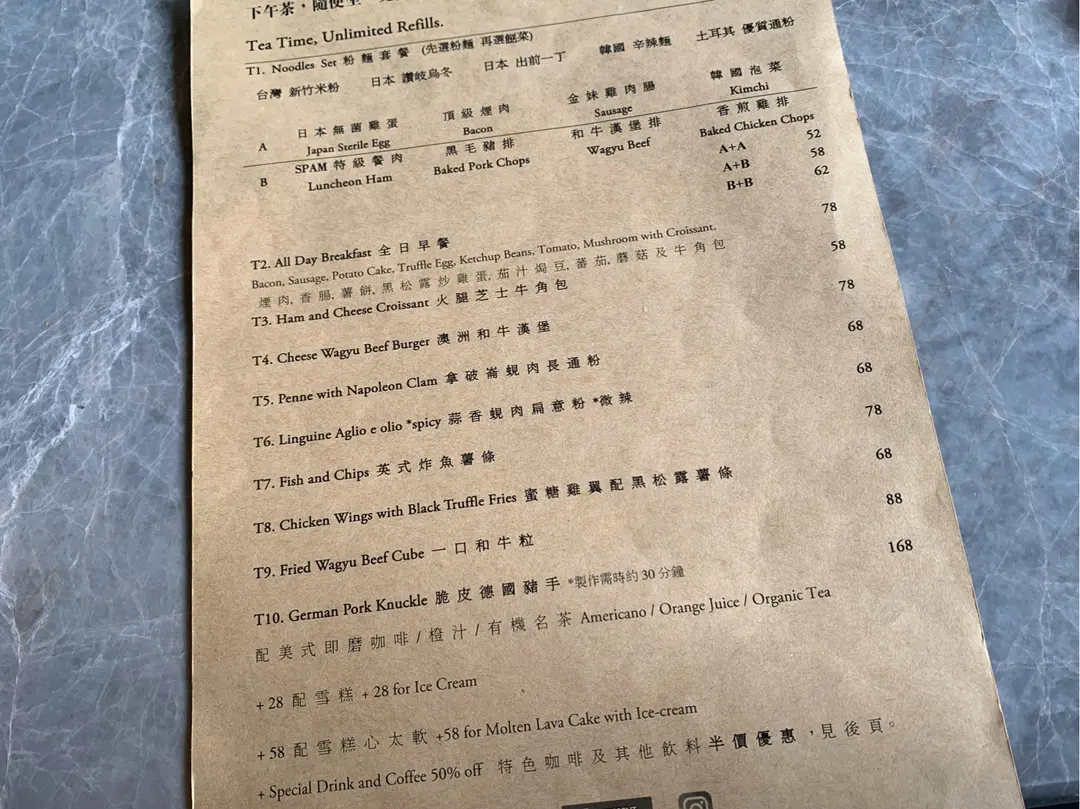 下午茶，隨便
Tea Time, Unlimited Refills.
T1. Noodles Set 粉麵套餐 (先選粉麵 再選餸菜)
台灣 新竹米粉 日本 讚岐烏冬 日本 出前一丁 韓國 辛辣麵 土耳其 優質通粉
A 日本無菌雞蛋 頂級煙肉 金妹雞肉腸 韓國泡菜
Japan Sterile Egg Bacon Sausage Kimchi
B SPAM 特級餐肉 黑毛豬排 和牛漢堡排 香煎雞排
Luncheon Ham Baked Pork Chops Wagyu Beef Baked Chicken Chops
A+A 52
A+B 58
B+B 62
T2. All Day Breakfast 全日早餐 78
Bacon, Sausage, Potato Cake, Truffle Egg, Ketchup Beans, Tomato, Mushroom with Croissant.
煙肉, 香腸, 薯餅, 黑松露炒雞蛋, 茄汁焗豆, 蕃茄, 蘑菇及牛角包
T3. Ham and Cheese Croissant 火腿芝士牛角包 58
T4. Cheese Wagyu Beef Burger 澳洲和牛漢堡 78
T5. Penne with Napoleon Clam 拿破崙蜆肉長通粉 68
T6. Linguine Aglio e olio *spicy 蒜香蜆肉扁意粉 *微辣 68
T7. Fish and Chips 英式炸魚薯條 78
T8. Chicken Wings with Black Truffle Fries 蜜糖雞翼配黑松露薯條 68
T9. Fried Wagyu Beef Cube 一口和牛粒 88
T10. German Pork Knuckle 脆皮德國豬手 *製作需時約 30 分鐘 168
配美式即磨咖啡 / 橙汁 / 有機名茶 Americano / Orange Juice / Organic Tea
+ 28 配雪糕 + 28 for Ice Cream
+ 58 配雪糕心太軟 +58 for Molten Lava Cake with Ice-cream
+ Special Drink and Coffee 50% off 特色咖啡及其他飲料半價優惠，見後頁。